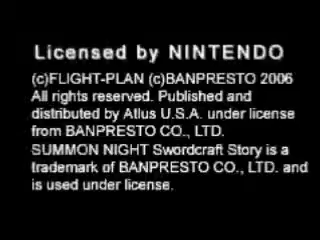 Licensed by NINTENDO
(c)FLIGHT-PLAN (c)BANPRESTO 2006
All rights reserved. Published and
distributed by Atlus U.S.A. under license
from BANPRESTO CO., LTD.
SUMMON NIGHT Swordcraft Story is a
trademark of BANPRESTO CO., LTD. and
is used under license.